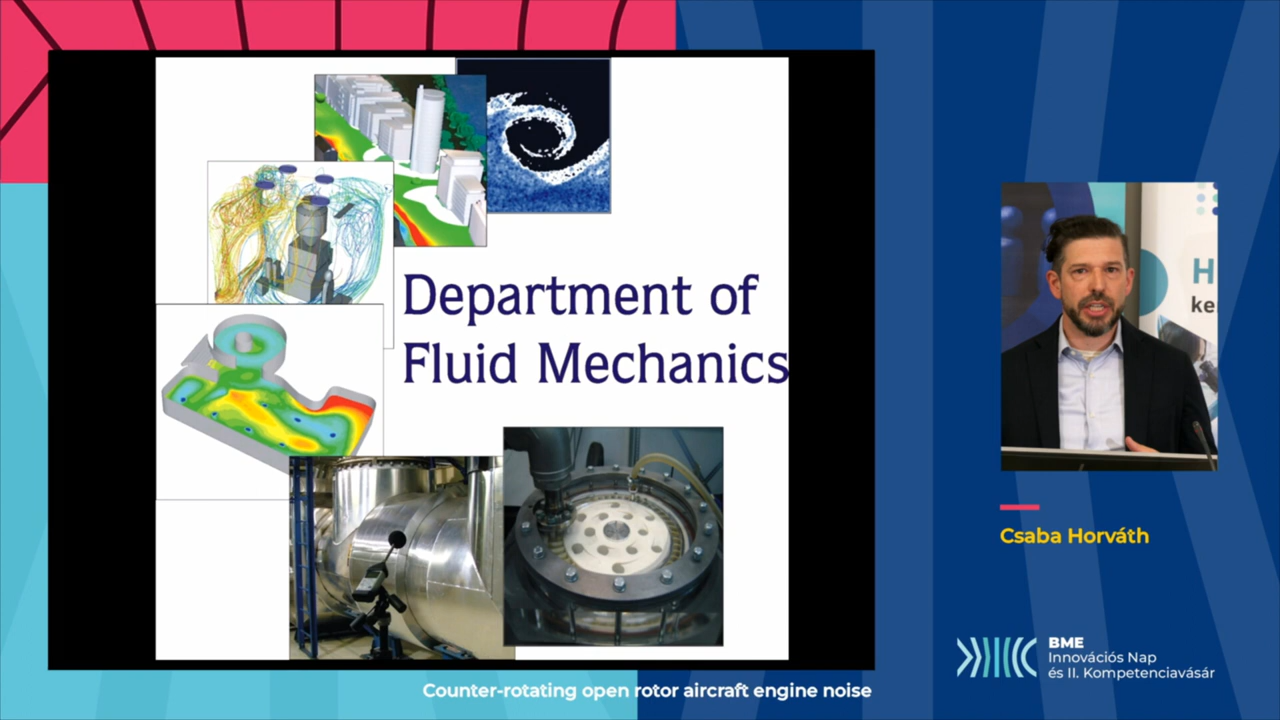 Department of
Fluid Mechanics
H
ke
Csaba Horváth
BME
Innovációs Nap
és II. Kompetenciavásár
Counter-rotating open rotor aircraft engine noise